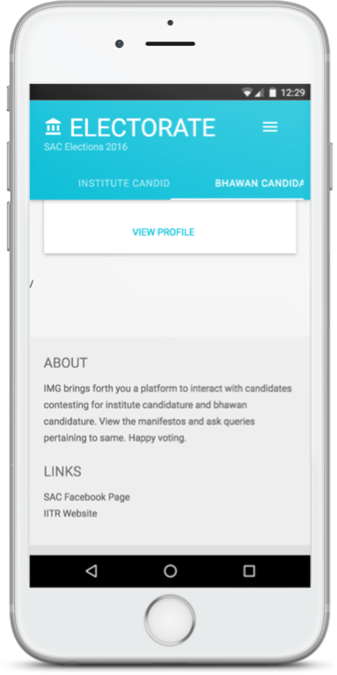 12:29
ELECTORATE
SAC Elections 2016
INSTITUTE CANDID
BHAWAN CANDIDA
VIEW PROFILE
/
ABOUT
IMG brings forth you a platform to interact with candidates
contesting for institute candidature and bhawan
candidature. View the manifestos and ask queries
pertaining to same. Happy voting.
LINKS
SAC Facebook Page
IITR Website